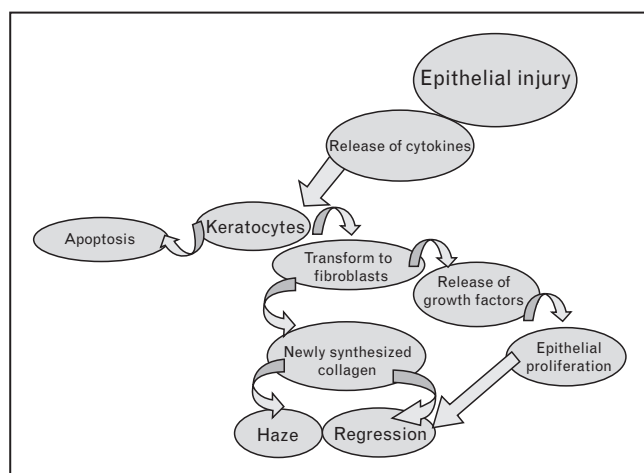 Epithelial injury
Release of cytokines
Keratocytes
Apoptosis
Transform to
fibroblasts
Release of
growth factors
Newly synthesized
collagen
Epithelial
proliferation
Haze
Regression